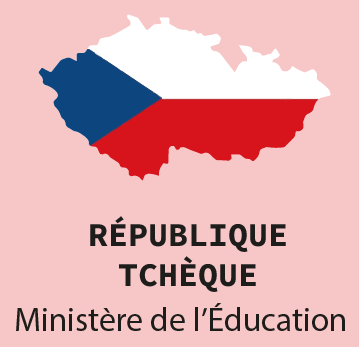 RÉPUBLIQUE
TCHÈQUE
Ministère de l’Éducation